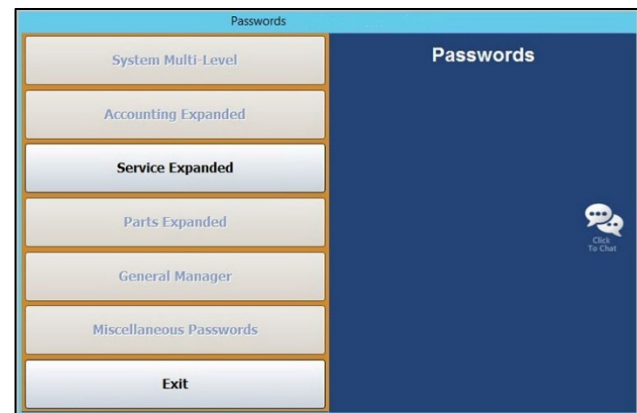 Passwords
System Multi-Level
Accounting Expanded
Service Expanded
Parts Expanded
General Manager
Miscellaneous Passwords
Exit
Passwords
Click
To Chat